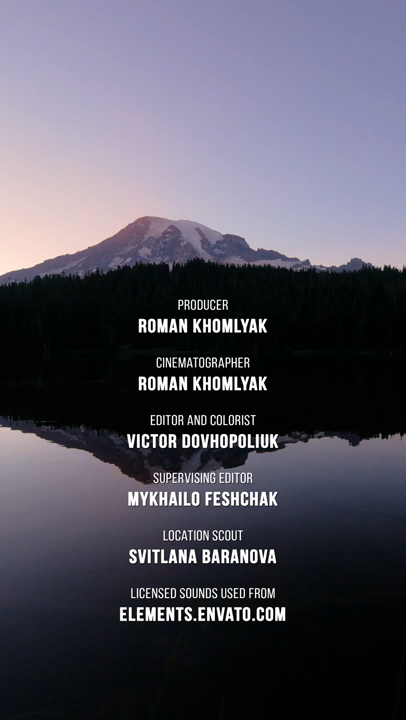 PRODUCER
ROMAN KHOMLYAK
CINEMATOGRAPHER
ROMAN KHOMLYAK
EDITOR AND COLORIST
VICTOR DOVHOPOLIUK
SUPERVISING EDITOR
MYKHAILO FESHCHAK
LOCATION SCOUT
SVITLANA BARANOVA
LICENSED SOUNDS USED FROM
ELEMENTS.ENVATO.COM